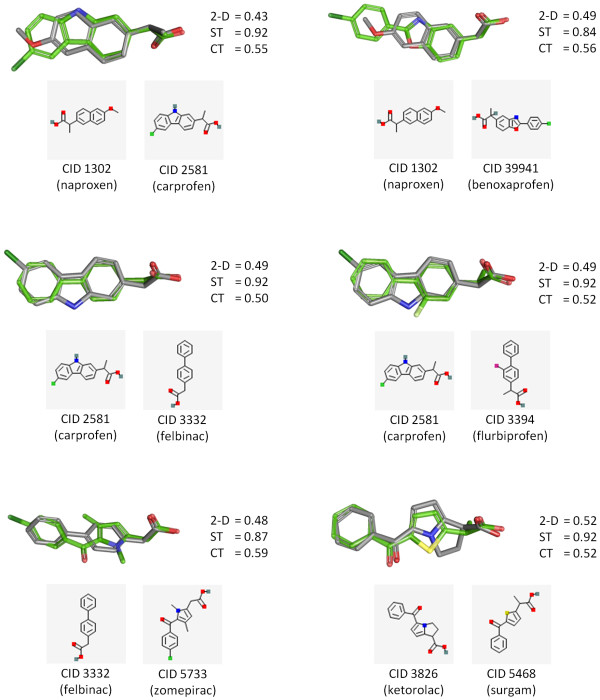 2-D = 0.43
ST = 0.92
CT = 0.55
CID 1302
(naproxen)
CID 2581
(carprofen)
2-D = 0.49
ST = 0.84
CT = 0.56
CID 1302
(naproxen)
CID 39941
(benoxaprofen)
2-D = 0.49
ST = 0.92
CT = 0.50
CID 2581
(carprofen)
CID 3332
(felbinac)
2-D = 0.49
ST = 0.92
CT = 0.52
CID 2581
(carprofen)
CID 3394
(flurbiprofen)
2-D = 0.48
ST = 0.87
CT = 0.59
CID 3332
(felbinac)
CID 5733
(zomepirac)
2-D = 0.52
ST = 0.92
CT = 0.52
CID 3826
(ketorolac)
CID 5468
(surgam)